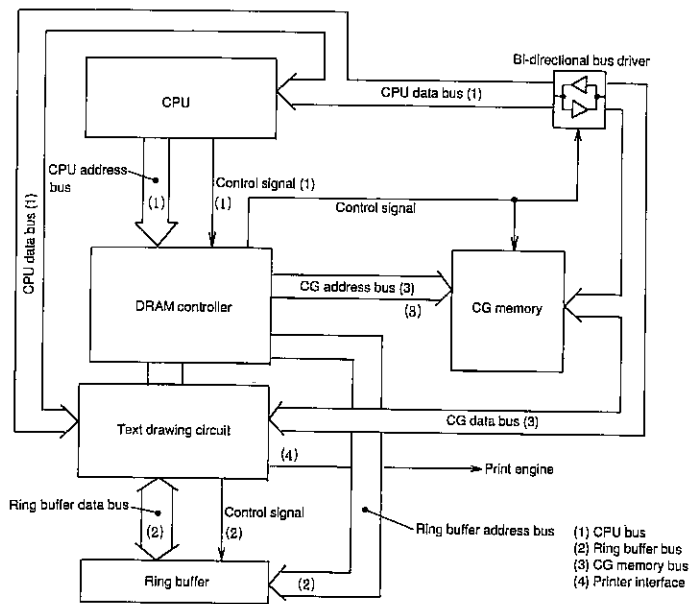 Bi-directional bus driver
CPU
CPU data bus (1)
CPU address
bus
(1)
Control signal (1)
(1)
Control signal
CPU data bus (1)
DRAM controller
CG address bus (3)
(3)
CG memory
Text drawing circuit
CG data bus (3)
(4)
Print engine
Ring buffer data bus
(2)
Control signal
(2)
Ring buffer address bus
Ring buffer
(2)
(1) CPU bus
(2) Ring buffer bus
(3) CG memory bus
(4) Printer interface